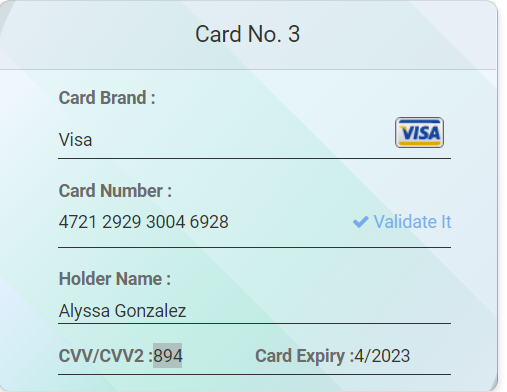 Card No. 3
Card Brand :
Visa
VISA
Card Number :
4721 2929 3004 6928
Validate It
Holder Name :
Alyssa Gonzalez
CVV/CVV2 :894 Card Expiry :4/2023